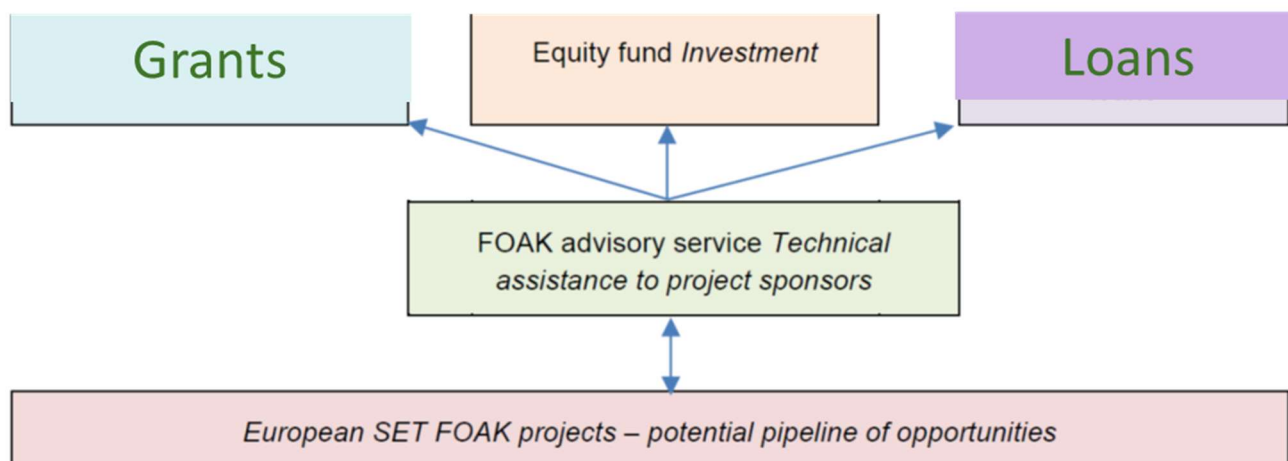 Grants
Equity fund Investment
Loans
FOAK advisory service Technical
assistance to project sponsors
European SET FOAK projects – potential pipeline of opportunities